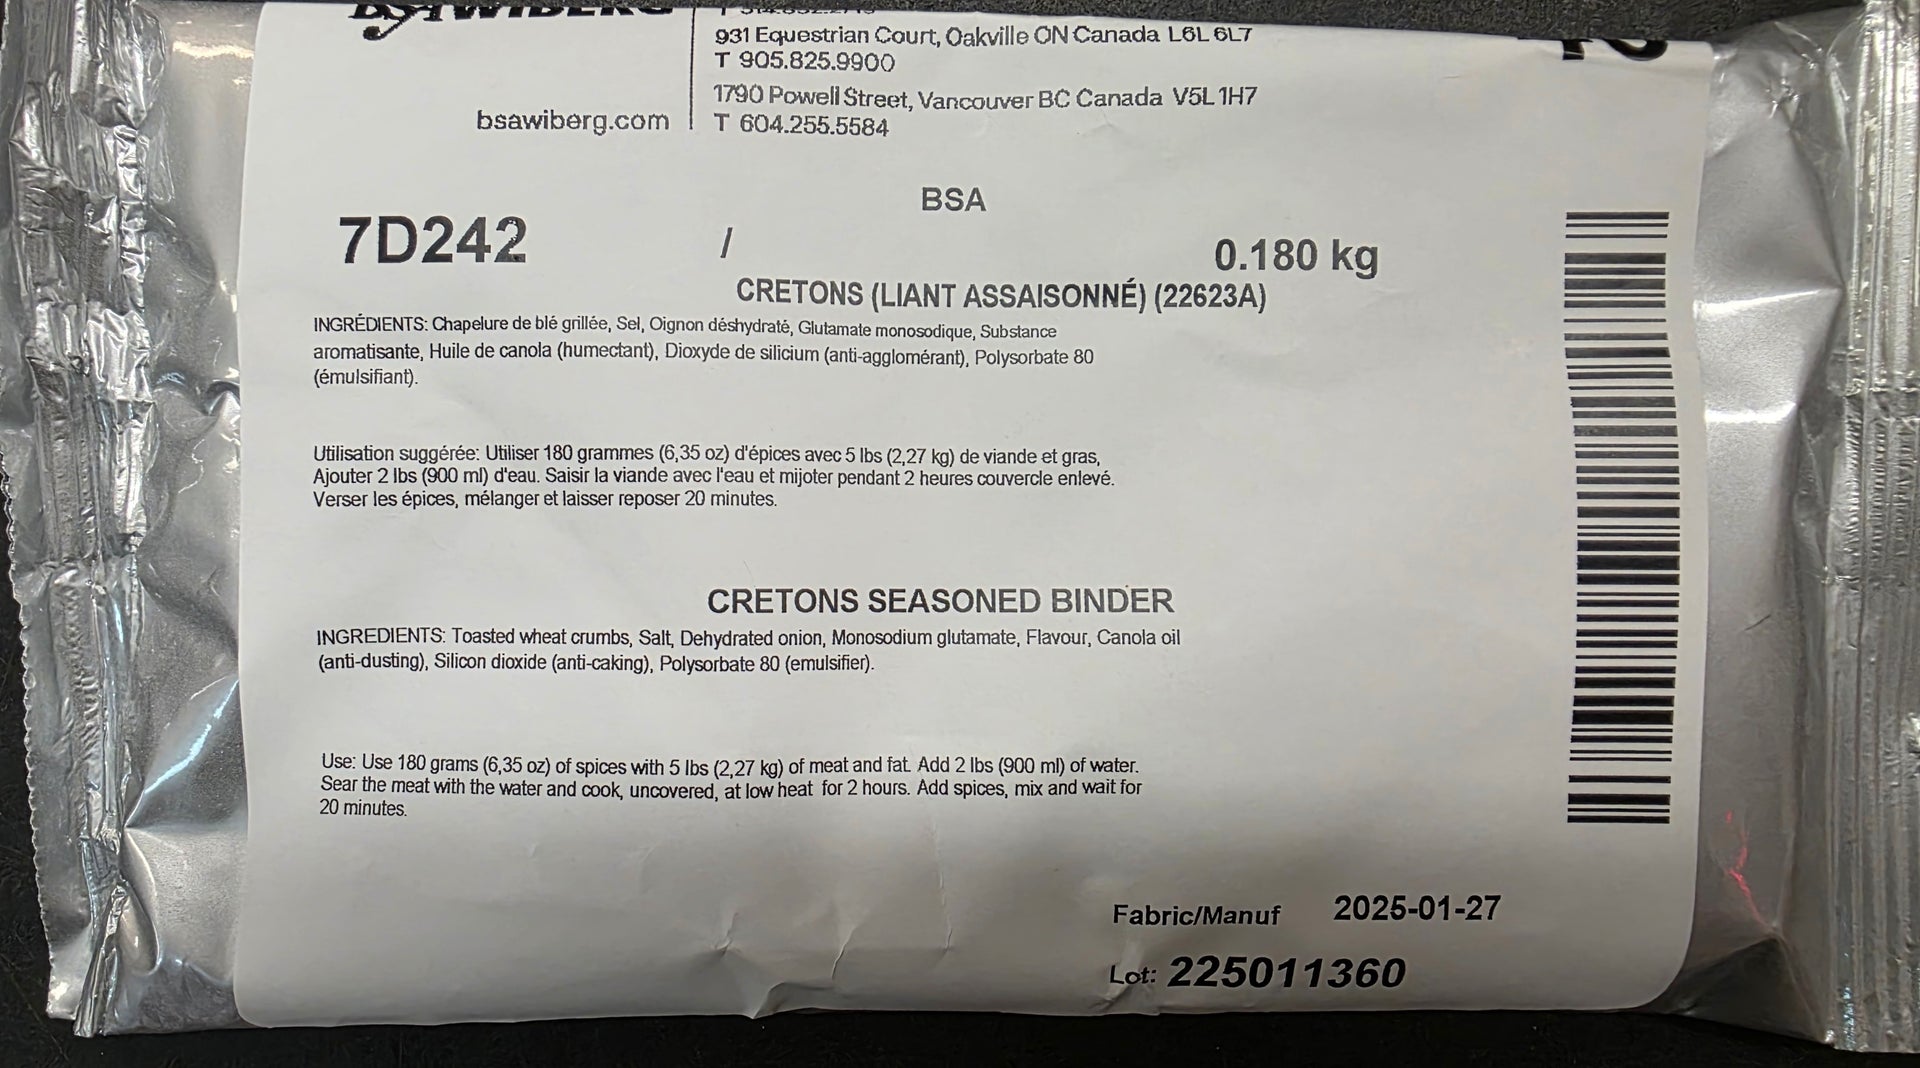 931 Equestrian Court, Oakville ON Canada L6L 6L7
T 905.825.9900
1790 Powell Street, Vancouver BC Canada V5L 1H7
bsawiberg.com
T 604.255.5584
BSA
7D242 / 0.180 kg
CRETONS (LIANT ASSAISONNÉ) (22623A)
INGRÉDIENTS: Chapelure de blé grillée, Sel, Oignon déshydraté, Glutamate monosodique, Substance
aromatisante, Huile de canola (humectant), Dioxyde de silicium (anti-agglomérant), Polysorbate 80
(émulsifiant).
Utilisation suggérée: Utiliser 180 grammes (6,35 oz) d'épices avec 5 lbs (2,27 kg) de viande et gras,
Ajouter 2 lbs (900 ml) d'eau. Saisir la viande avec l'eau et mijoter pendant 2 heures couvercle enlevé.
Verser les épices, mélanger et laisser reposer 20 minutes.
CRETONS SEASONED BINDER
INGREDIENTS: Toasted wheat crumbs, Salt, Dehydrated onion, Monosodium glutamate, Flavour, Canola oil
(anti-dusting), Silicon dioxide (anti-caking), Polysorbate 80 (emulsifier).
Use: Use 180 grams (6,35 oz) of spices with 5 lbs (2,27 kg) of meat and fat. Add 2 lbs (900 ml) of water.
Sear the meat with the water and cook, uncovered, at low heat for 2 hours. Add spices, mix and wait for
20 minutes.
Fabric/Manuf 2025-01-27
Lot: 225011360